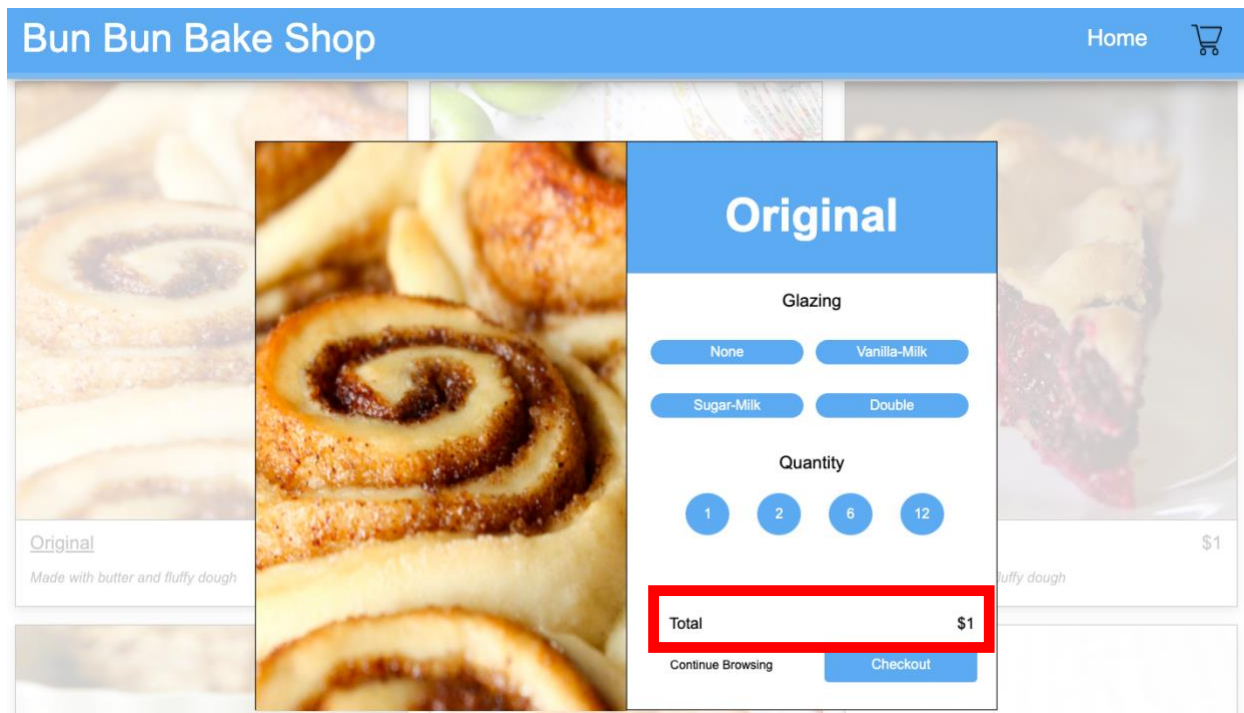 Bun Bun Bake Shop
Home
Original
Glazing
None Vanilla-Milk
Sugar-Milk Double
Quantity
1 2 6 12
Total $1
Continue Browsing Checkout
Original
Made with butter and fluffy dough
$1
fluffy dough